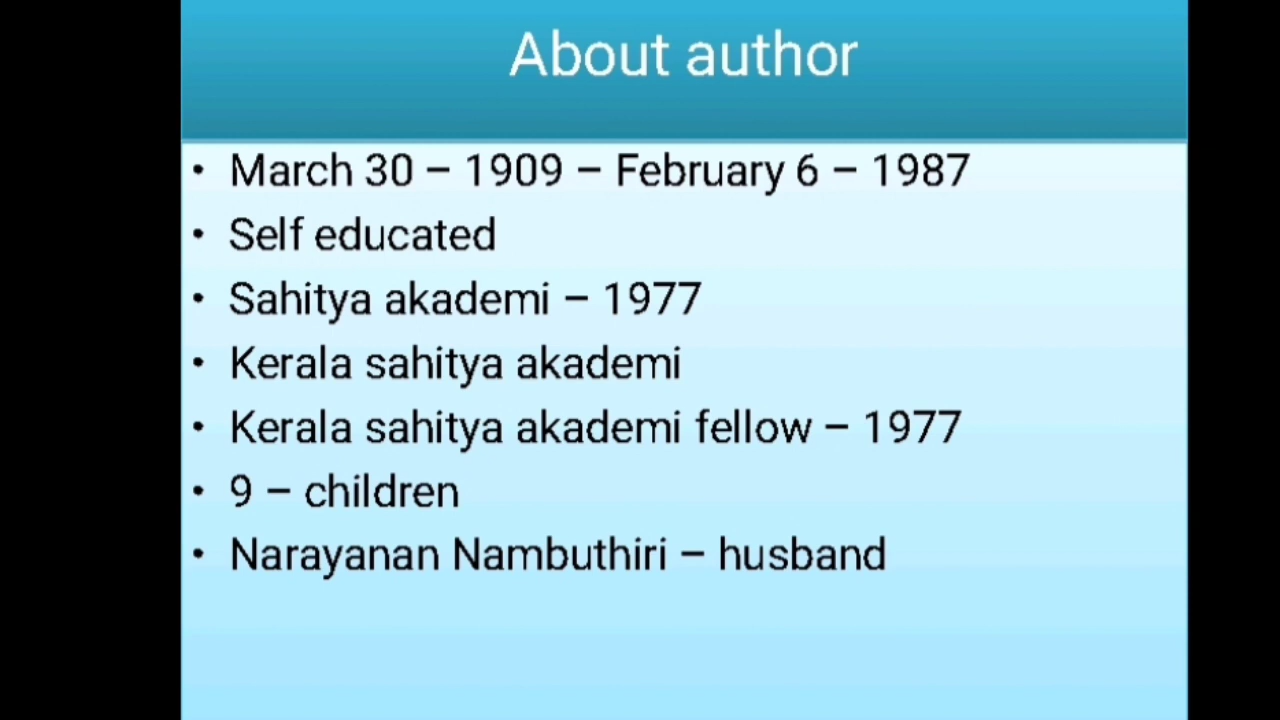 About author
• March 30 – 1909 – February 6 – 1987
• Self educated
• Sahitya akademi – 1977
• Kerala sahitya akademi
• Kerala sahitya akademi fellow – 1977
• 9 – children
• Narayanan Nambuthiri – husband